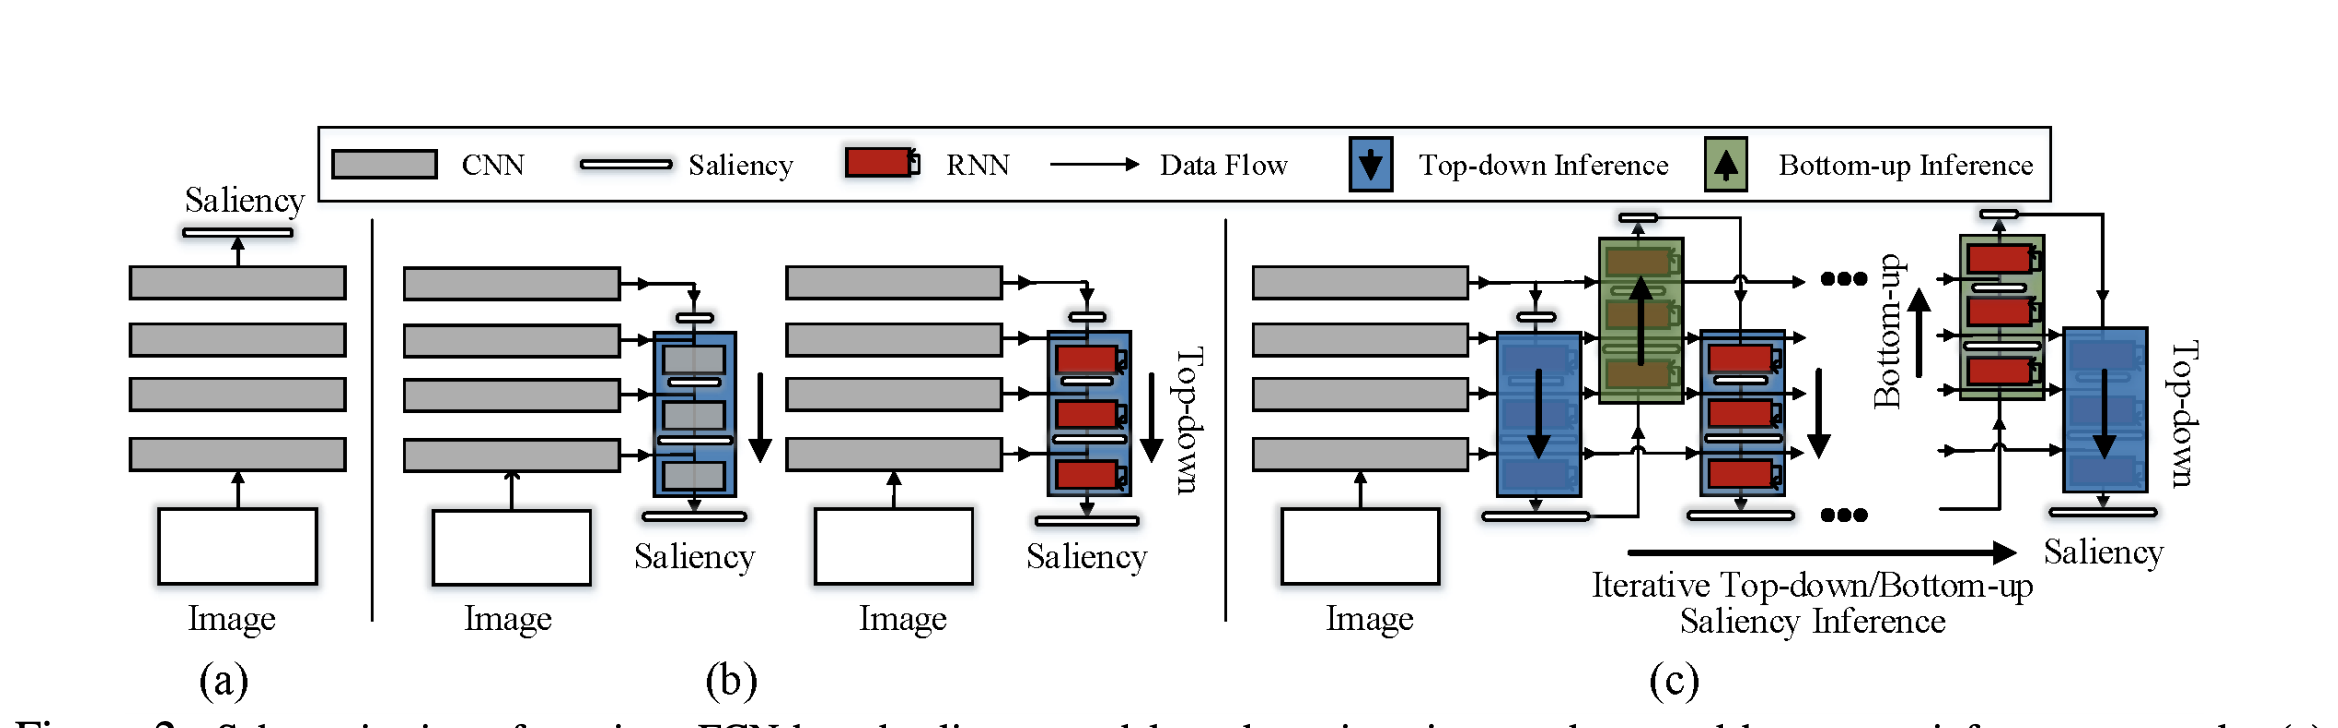 CNN Saliency RNN Data Flow Top-down Inference Bottom-up Inference
Saliency
Image
(a)
Image
Saliency
Image
Saliency
Top-down
(b)
Image
Bottom-up
Top-down
Saliency
Iterative Top-down/Bottom-up
Saliency Inference
(c)